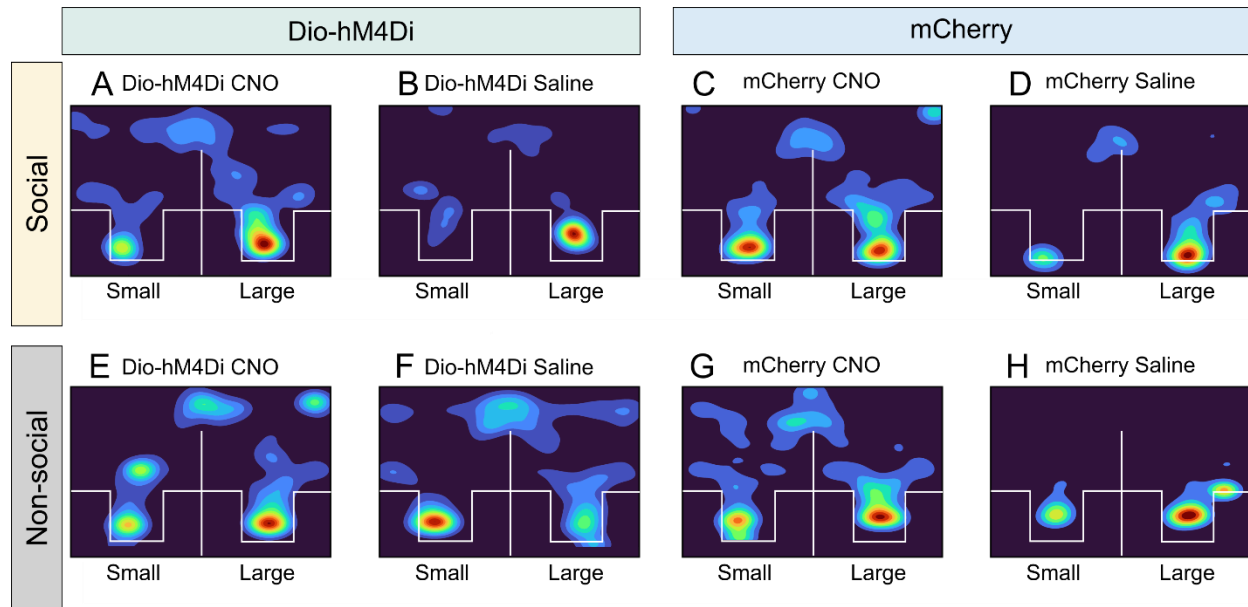 Dio-hM4Di
mCherry
Social
A Dio-hM4Di CNO
B Dio-hM4Di Saline
C mCherry CNO
D mCherry Saline
Small Large
Small Large
Small Large
Small Large
Non-social
E Dio-hM4Di CNO
F Dio-hM4Di Saline
G mCherry CNO
H mCherry Saline
Small Large
Small Large
Small Large
Small Large